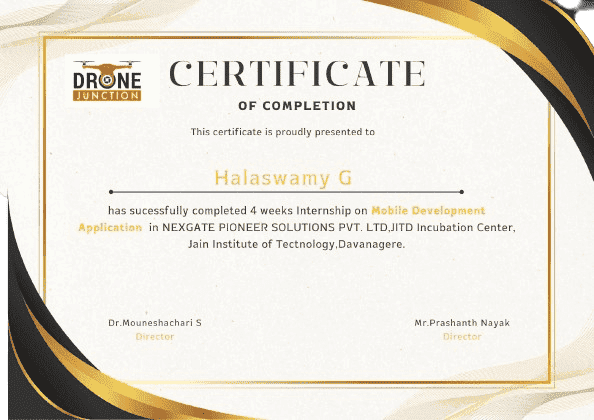 DRONE
JUNCTION
CERTIFICATE
OF COMPLETION
This certificate is proudly presented to
Halaswamy G
has sucessfully completed 4 weeks Internship on Mobile Development
Application in NEXGATE PIONEER SOLUTIONS PVT. LTD,JITD Incubation Center,
Jain Institute of Tectnology,Davanagere.
Dr.Mouneshachari S
Director
Mr.Prashanth Nayak
Director